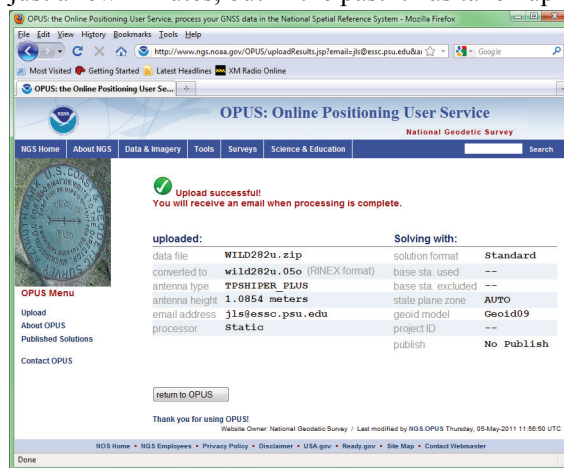 OPUS: the Online Positioning User Service, process your GNSS data in the National Spatial Reference System - Mozilla Firefox
File Edit View History Bookmarks Tools Help
http://www.ngs.noaa.gov/OPUS/uploadResults.jsp?email=jls@essc.psu.edu&a Google
Most Visited Getting Started Latest Headlines XM Radio Online
OPUS: the Online Positioning User Se...
OPUS: Online Positioning User Service
National Geodetic Survey
NGS Home About NGS Data & Imagery Tools Surveys Science & Education Search
Upload successful!
You will receive an email when processing is complete.
uploaded: Solving with:
data file WILD282u.zip solution format Standard
converted to wild282u.05o (RINEX format) base sta. used --
antenna type TPSHIPER_PLUS base sta. excluded --
antenna height 1.0854 meters state plane zone AUTO
email address jls@essc.psu.edu geoid model Geoid09
processor Static project ID --
publish No Publish
OPUS Menu
Upload
About OPUS
Published Solutions
Contact OPUS
return to OPUS
Thank you for using OPUS!
Website Owner: National Geodetic Survey / Last modified by NGS.OPUS Thursday, 05-May-2011 11:56:50 UTC
NOS Home • NGS Employees • Privacy Policy • Disclaimer • USA.gov • Ready.gov • Site Map • Contact Webmaster
Done